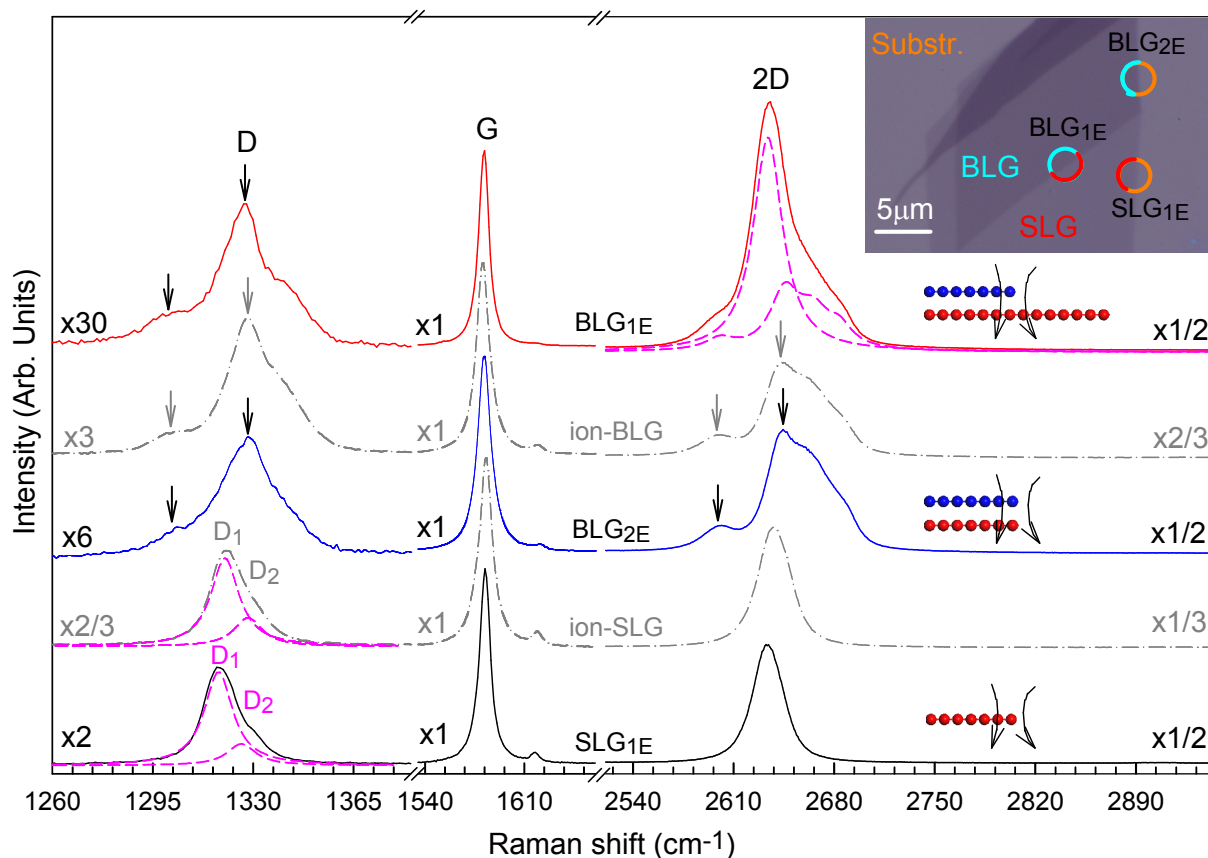 Substr.
BLG2E
BLG1E
BLG
SLG1E
SLG
5μm
D
G
2D
x30
x1
BLG1E
x1/2
x3
x1
ion-BLG
x2/3
x6
x1
BLG2E
x1/2
D1
D2
x2/3
x1
ion-SLG
x1/3
D1
D2
x2
x1
SLG1E
x1/2
Intensity (Arb. Units)
1260 1295 1330 1365 1540 1610 2540 2610 2680 2750 2820 2890
Raman shift (cm-1)